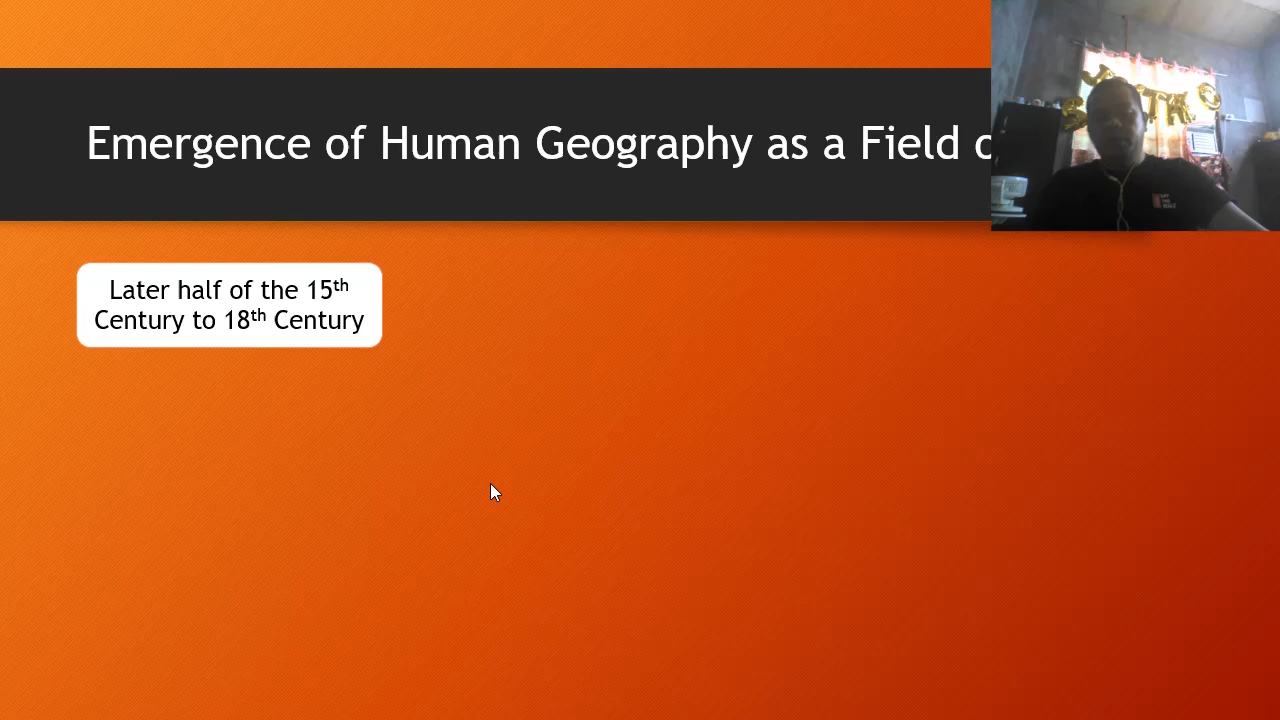 Emergence of Human Geography as a Field
Later half of the 15th
Century to 18th Century